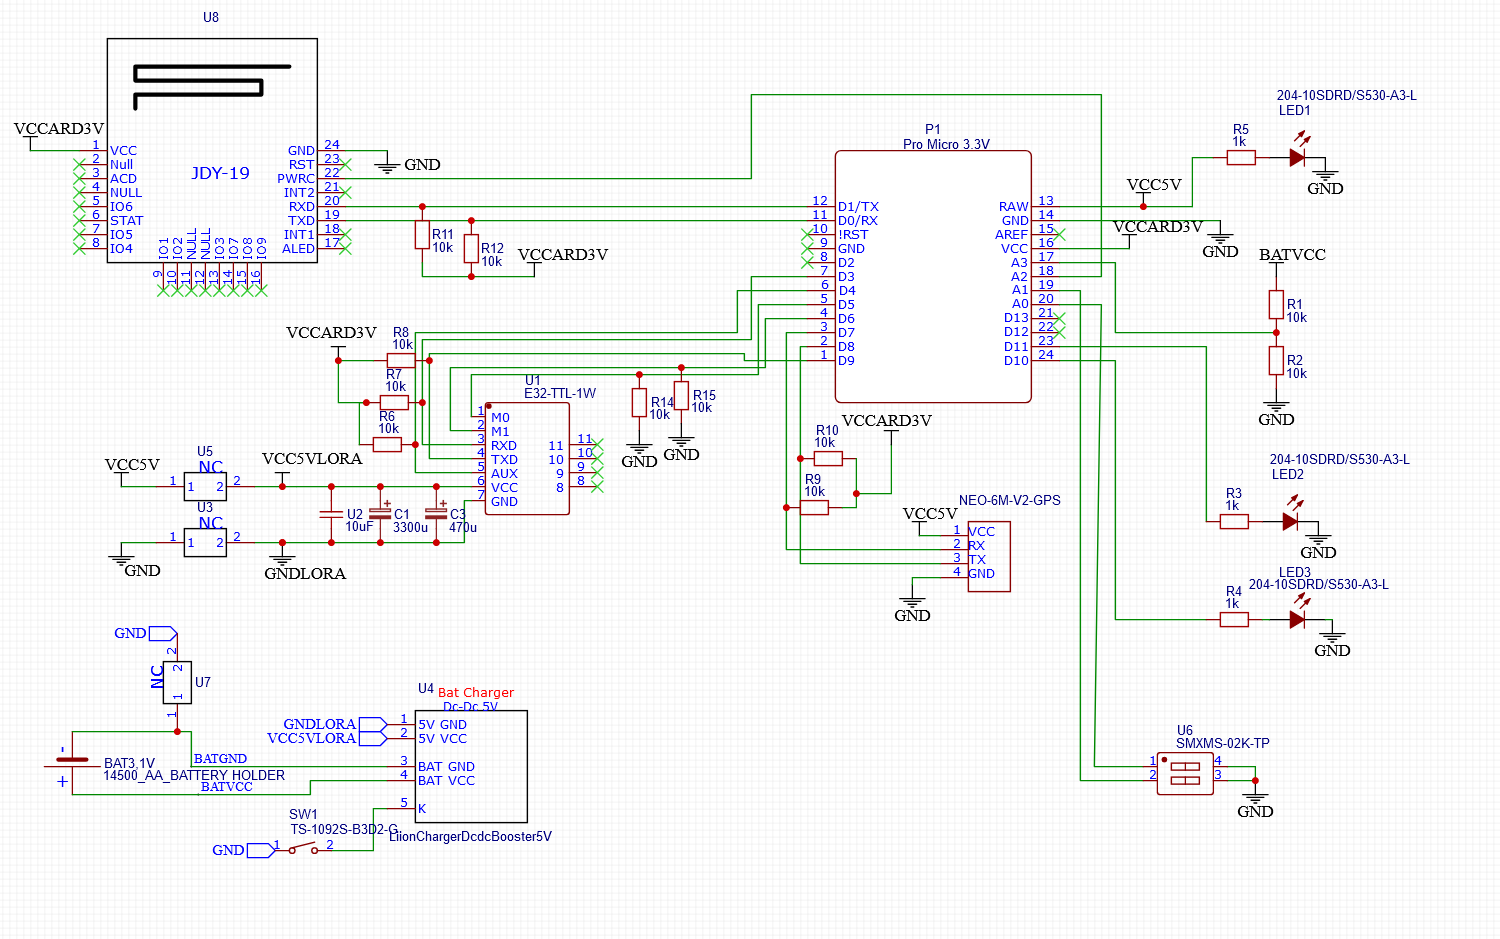 U8
VCCARD3V
JDY-19
1 VCC
2 Null
3 ACD
4 NULL
5 IO6
6 STAT
7 IO5
8 IO4
9 IO1
10 IO2
11 NULL
12 NULL
13 IO3
14 IO7
15 IO8
16 IO9
GND 24
RST 23
PWRC 22
INT2 21
RXD 20
TXD 19
INT1 18
ALED 17
GND
R11
10k
R12
10k
VCCARD3V
P1
Pro Micro 3.3V
12 D1/TX
11 D0/RX
10 !RST
9 GND
8 D2
7 D3
6 D4
5 D5
4 D6
3 D7
2 D8
1 D9
RAW 13
GND 14
AREF 15
VCC 16
A3 17
A2 18
A1 19
A0 20
D13 21
D12 22
D11 23
D10 24
204-10SDRD/S530-A3-L
LED1
R5
1k
GND
VCC5V
VCCARD3V
GND
BATVCC
R1
10k
R2
10k
GND
VCCARD3V
R8
10k
R7
10k
R6
10k
U1
E32-TTL-1W
1 M0
2 M1
3 RXD
4 TXD
5 AUX
6 VCC
7 GND
11 11
10 10
9 9
8 8
R14
10k
R15
10k
GND
GND
VCC5V
U5
NC
1 1 2 2
U3
NC
1 1 2 2
GND
VCC5VLORA
U2
10uF
C1
3300u
C3
470u
GNDLORA
VCCARD3V
R10
10k
R9
10k
NEO-6M-V2-GPS
VCC5V
1 VCC
2 RX
3 TX
4 GND
GND
204-10SDRD/S530-A3-L
LED2
R3
1k
GND
LED3
204-10SDRD/S530-A3-L
R4
1k
GND
GND
2
2
NC
U7
1
1
BAT3,1V
14500_AA_BATTERY HOLDER
-
+
BATGND
BATVCC
U4
Bat Charger
Dc-Dc 5V
GNDLORA
VCC5VLORA
1 5V GND
2 5V VCC
3 BAT GND
4 BAT VCC
5 K
LiionChargerDcdcBooster5V
SW1
TS-1092S-B3D2-G
GND
1 2
U6
SMXMS-02K-TP
1 4
2 3
GND